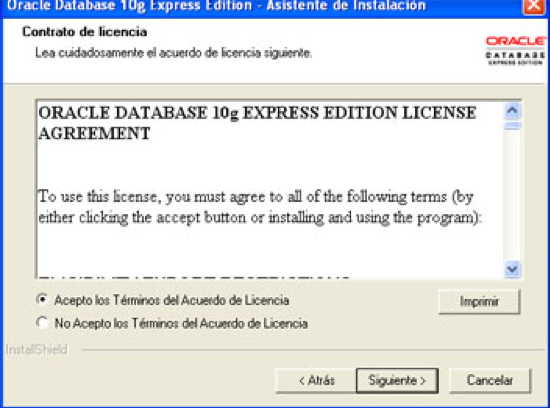 Oracle Database 10g Express Edition - Asistente de Instalación
Contrato de licencia
Lea cuidadosamente el acuerdo de licencia siguiente.
ORACLE
DATABASE
EXPRESS EDITION
ORACLE DATABASE 10g EXPRESS EDITION LICENSE
AGREEMENT
To use this license, you must agree to all of the following terms (by
either clicking the accept button or installing and using the program):
Acepto los Términos del Acuerdo de Licencia
Imprimir
No Acepto los Términos del Acuerdo de Licencia
InstallShield
< Atrás
Siguiente >
Cancelar